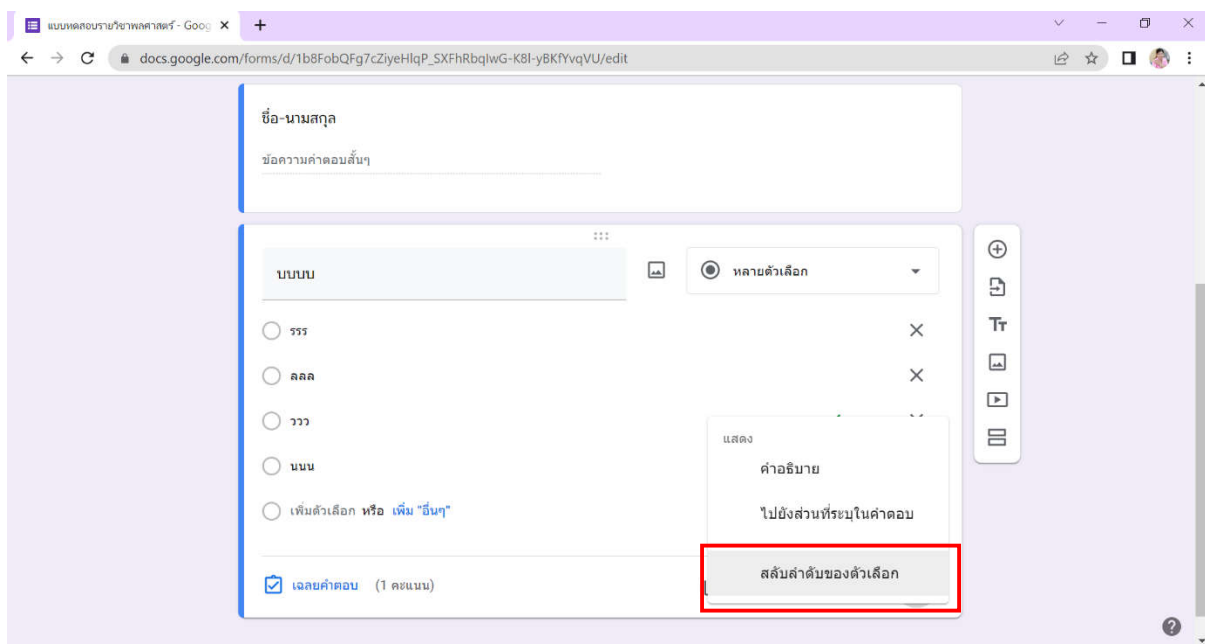 แบบทดสอบรายวิชาพลศาสตร์ - Goog
docs.google.com/forms/d/1b8FobQFg7cZiyeHlqP_SXFhRbqIwG-K8l-yBKfYvqVU/edit
ชื่อ-นามสกุล
ข้อความคำตอบสั้นๆ
บบบบ
หลายตัวเลือก
รรร
ลลล
ววว
นนน
เพิ่มตัวเลือก หรือ เพิ่ม "อื่นๆ"
แสดง
คำอธิบาย
ไปยังส่วนที่ระบุในคำตอบ
สลับลำดับของตัวเลือก
เฉลยคำตอบ (1 คะแนน)